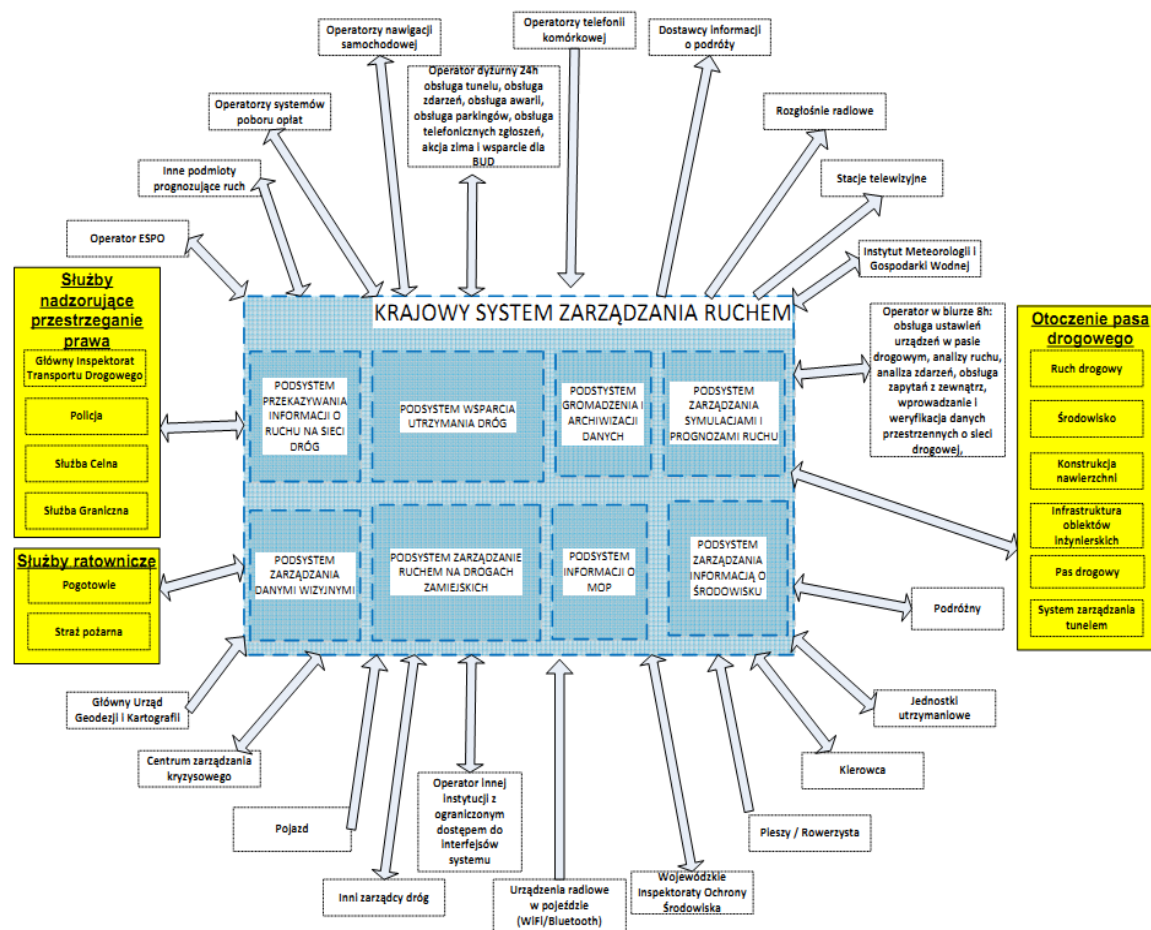 Operatorzy nawigacji
samochodowej
Operatorzy telefonii
komórkowej
Dostawcy informacji
o podróży
Operator dyżurny 24h
obsługa tunelu, obsługa
zdarzeń, obsługa awarii,
obsługa parkingów, obsługa
telefonicznych zgłoszeń,
akcja zima i wsparcie dla
BUD
Operatorzy systemów
poboru opłat
Rozgłośnie radiowe
Inne podmioty
prognozujące ruch
Stacje telewizyjne
Operator ESPO
Instytut Meteorologii i
Gospodarki Wodnej
Służby
nadzorujące
przestrzeganie
prawa
Główny Inspektorat
Transportu Drogowego
Policja
Służba Celna
Służba Graniczna
Służby ratownicze
Pogotowie
Straż pożarna
KRAJOWY SYSTEM ZARZĄDZANIA RUCHEM
PODSYSTEM
PRZEKAZYWANIA
INFORMACJI O
RUCHU NA SIECI
DRÓG
PODSYSTEM WSPARCIA
UTRZYMANIA DRÓG
PODSTYSTEM
GROMADZENIA I
ARCHIWIZACJI
DANYCH
PODSYSTEM
ZARZĄDZANIA
SYMULACJAMI I
PROGNOZAMI RUCHU
PODSYSTEM
ZARZĄDZANIA
DANYMI WIZYJNYMI
PODSYSTEM ZARZĄDZANIE
RUCHEM NA DROGACH
ZAMIEJSKICH
PODSYSTEM
INFORMACJI O
MOP
PODSYSTEM
ZARZĄDZANIA
INFORMACJĄ O
ŚRODOWISKU
Operator w biurze 8h:
obsługa ustawień
urządzeń w pasie
drogowym, analizy ruchu,
analiza zdarzeń, obsługa
zapytań z zewnątrz,
wprowadzanie i
weryfikacja danych
przestrzennych o sieci
drogowej,
Otoczenie pasa
drogowego
Ruch drogowy
Środowisko
Konstrukcja
nawierzchni
Infrastruktura
obiektów
inżynierskich
Pas drogowy
System zarządzania
tunelem
Podróżny
Główny Urząd
Geodezji i Kartografii
Jednostki
utrzymaniowe
Centrum zarządzania
kryzysowego
Kierowca
Operator innej
instytucji z
ograniczonym
dostępem do
interfejsów
systemu
Pojazd
Pieszy / Rowerzysta
Inni zarządcy dróg
Urządzenia radiowe
w pojeździe
(WiFi/Bluetooth)
Wojewódzkie
Inspektoraty Ochrony
Środowiska